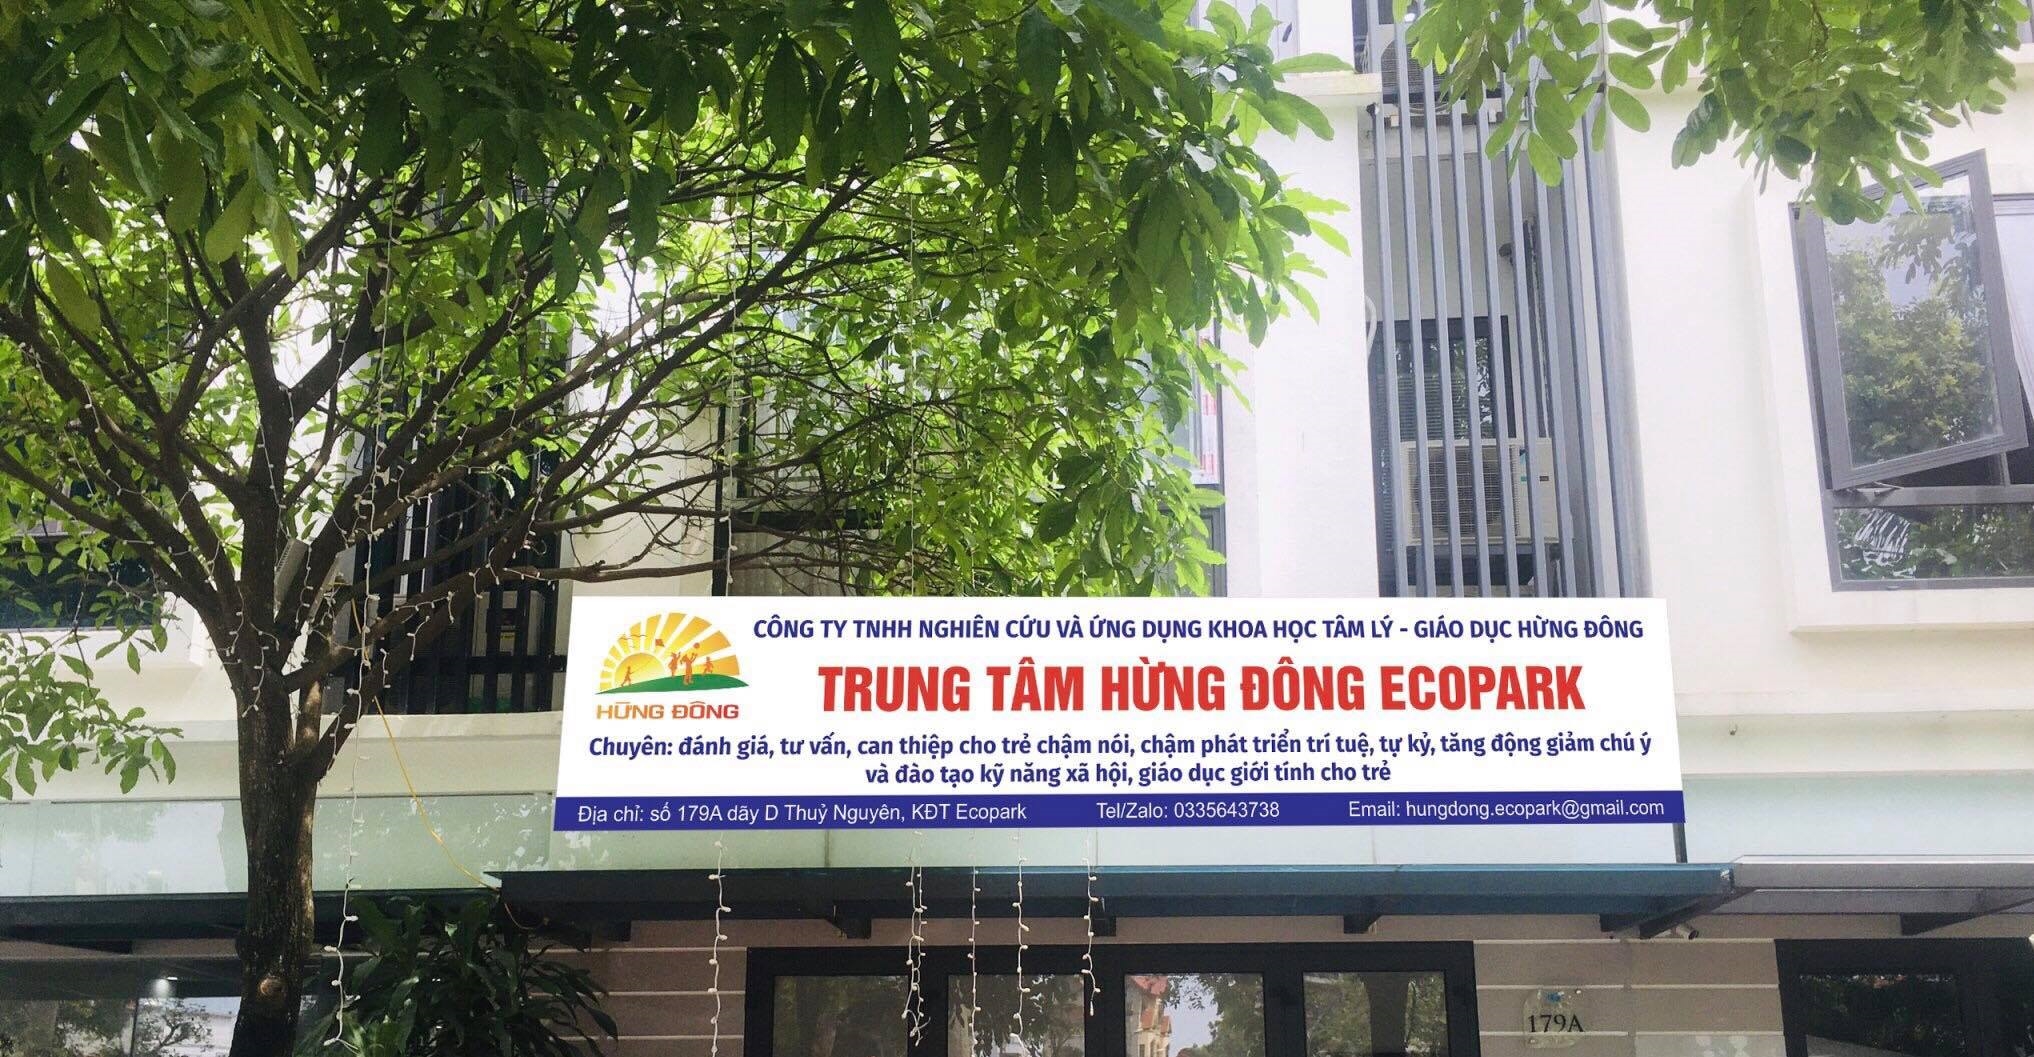 CÔNG TY TNHH NGHIÊN CỨU VÀ ỨNG DỤNG KHOA HỌC TÂM LÝ - GIÁO DỤC HỪNG ĐÔNG
TRUNG TÂM HỪNG ĐÔNG ECOPARK
HỪNG ĐÔNG
Chuyên: đánh giá, tư vấn, can thiệp cho trẻ chậm nói, chậm phát triển trí tuệ, tự kỷ, tăng động giảm chú ý
và đào tạo kỹ năng xã hội, giáo dục giới tính cho trẻ
Địa chỉ: số 179A dãy D Thuỷ Nguyên, KĐT Ecopark Tel/Zalo: 0335643738 Email: hungdong.ecopark@gmail.com
179A